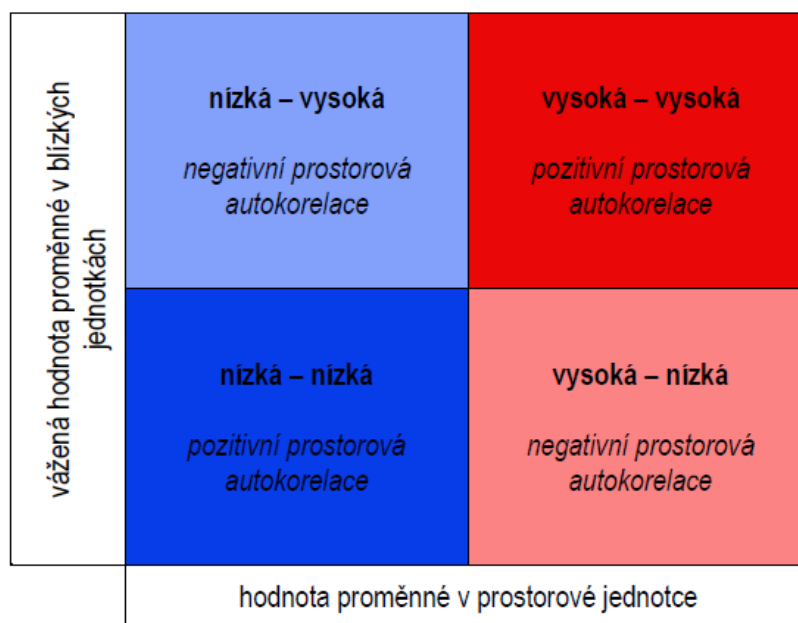 vážená hodnota proměnné v blízkých
jednotkách
nízká – vysoká
negativní prostorová
autokorelace
vysoká – vysoká
pozitivní prostorová
autokorelace
nízká – nízká
pozitivní prostorová
autokorelace
vysoká – nízká
negativní prostorová
autokorelace
hodnota proměnné v prostorové jednotce